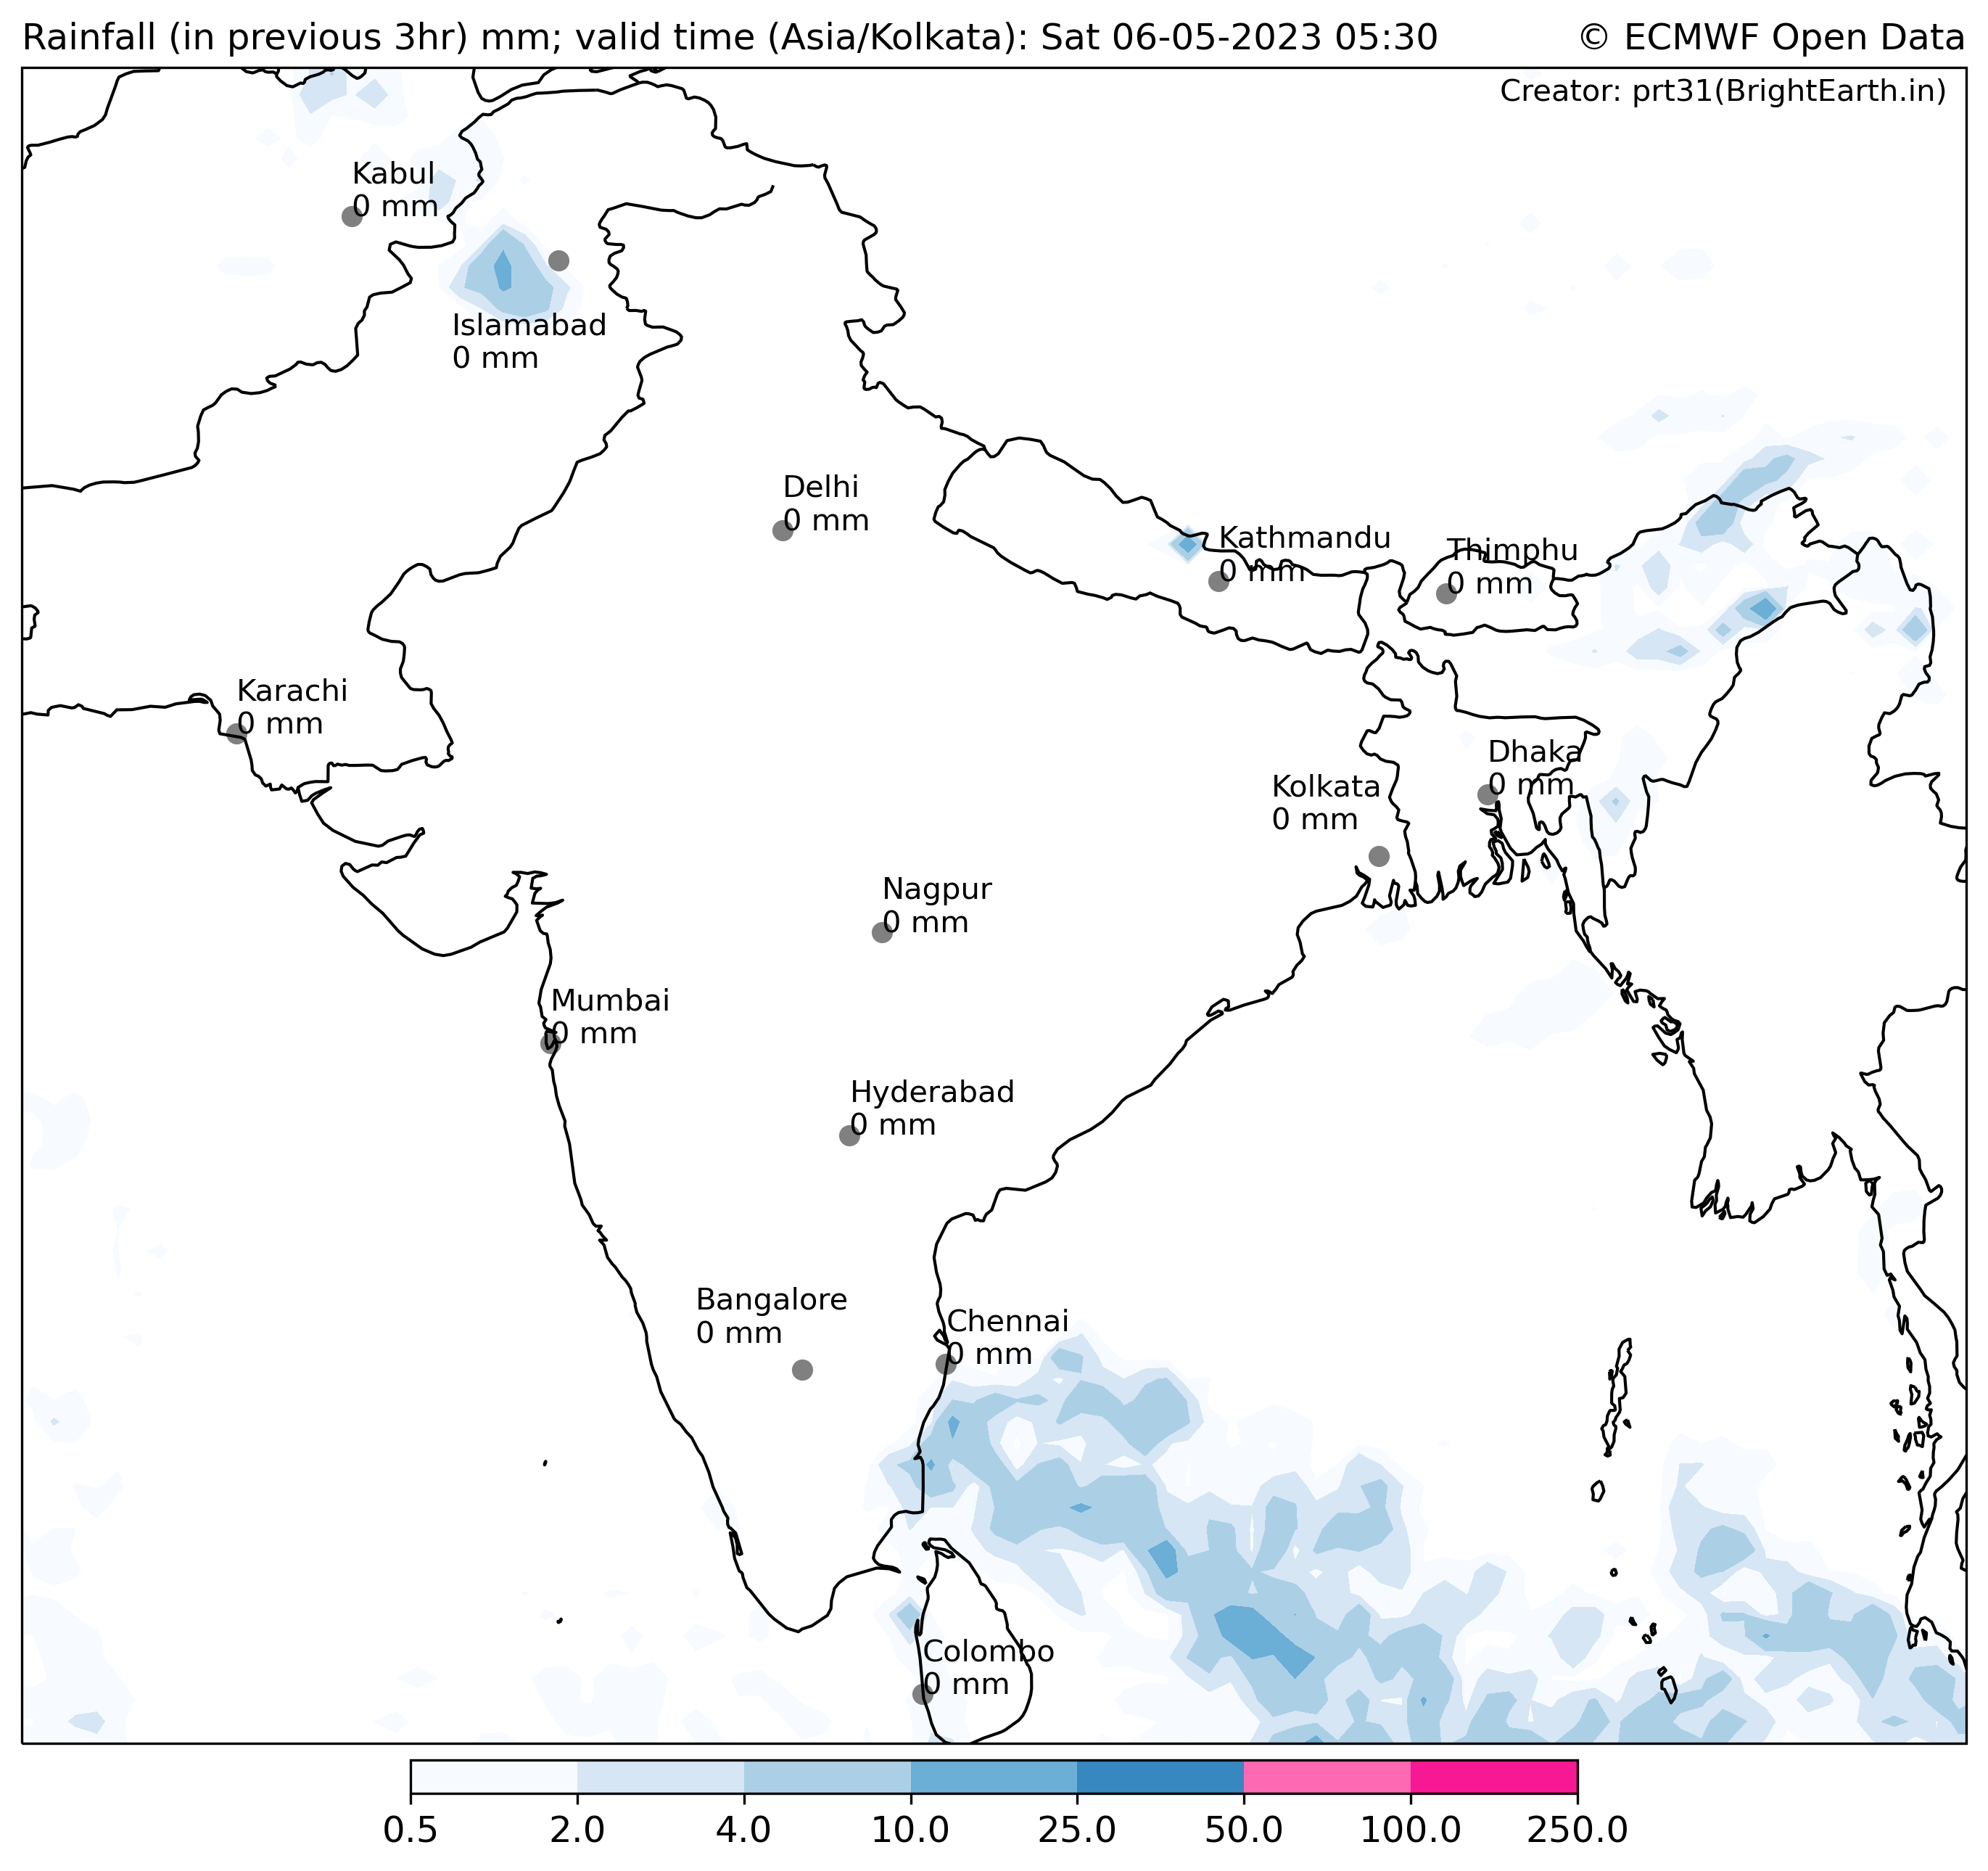 Rainfall (in previous 3hr) mm; valid time (Asia/Kolkata): Sat 06-05-2023 05:30
© ECMWF Open Data
Creator: prt31(BrightEarth.in)
Kabul
0 mm
Islamabad
0 mm
Delhi
0 mm
Kathmandu
0 mm
Thimphu
0 mm
Karachi
0 mm
Dhaka
0 mm
Kolkata
0 mm
Nagpur
0 mm
Mumbai
0 mm
Hyderabad
0 mm
Bangalore
0 mm
Chennai
0 mm
Colombo
0 mm
0.5 2.0 4.0 10.0 25.0 50.0 100.0 250.0